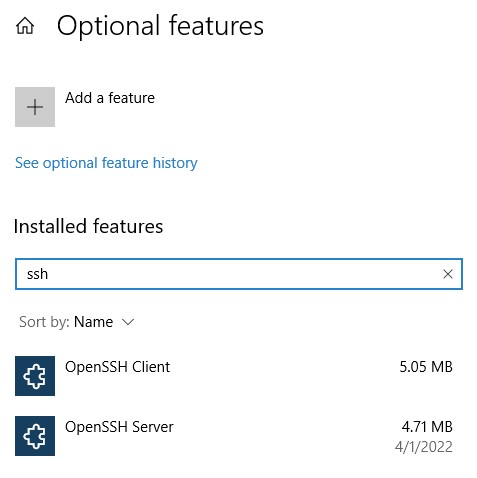 Optional features
Add a feature
See optional feature history
Installed features
ssh
Sort by: Name
OpenSSH Client 5.05 MB
OpenSSH Server 4.71 MB
4/1/2022